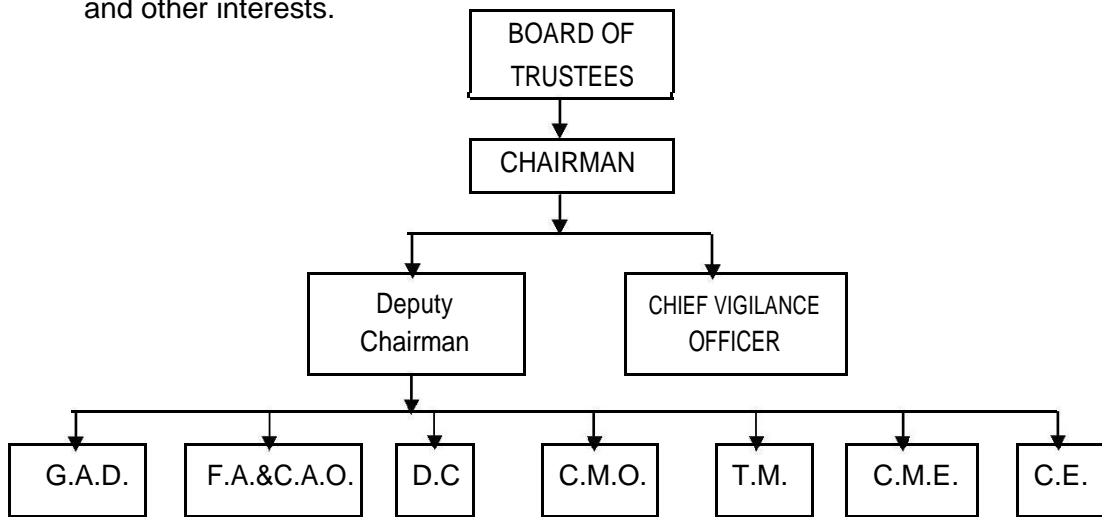 and other interests.
BOARD OF
TRUSTEES
CHAIRMAN
Deputy
Chairman
CHIEF VIGILANCE
OFFICER
G.A.D.
F.A.&C.A.O.
D.C
C.M.O.
T.M.
C.M.E.
C.E.